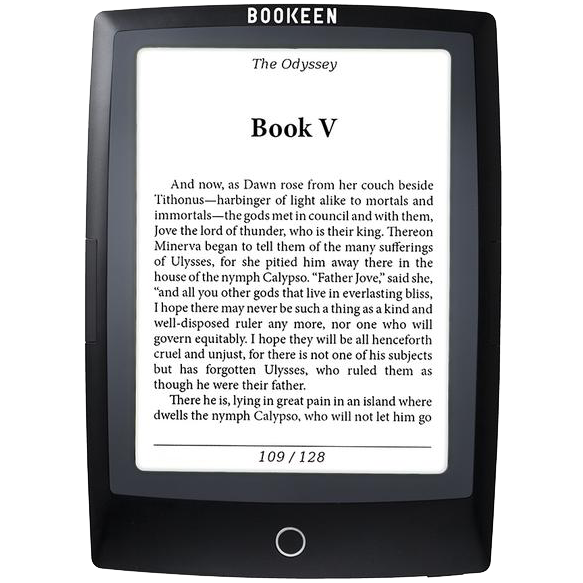 BOOKEEN
The Odyssey
Book V
And now, as Dawn rose from her couch beside
Tithonus—harbinger of light alike to mortals and
immortals—the gods met in council and with them,
Jove the lord of thunder, who is their king. Thereon
Minerva began to tell them of the many sufferings
of Ulysses, for she pitied him away there in the
house of the nymph Calypso. “Father Jove,” said she,
“and all you other gods that live in everlasting bliss,
I hope there may never be such a thing as a kind and
well-disposed ruler any more, nor one who will
govern equitably. I hope they will be all henceforth
cruel and unjust, for there is not one of his subjects
but has forgotten Ulysses, who ruled them as
though he were their father.
There he is, lying in great pain in an island where
dwells the nymph Calypso, who will not let him go
109 / 128